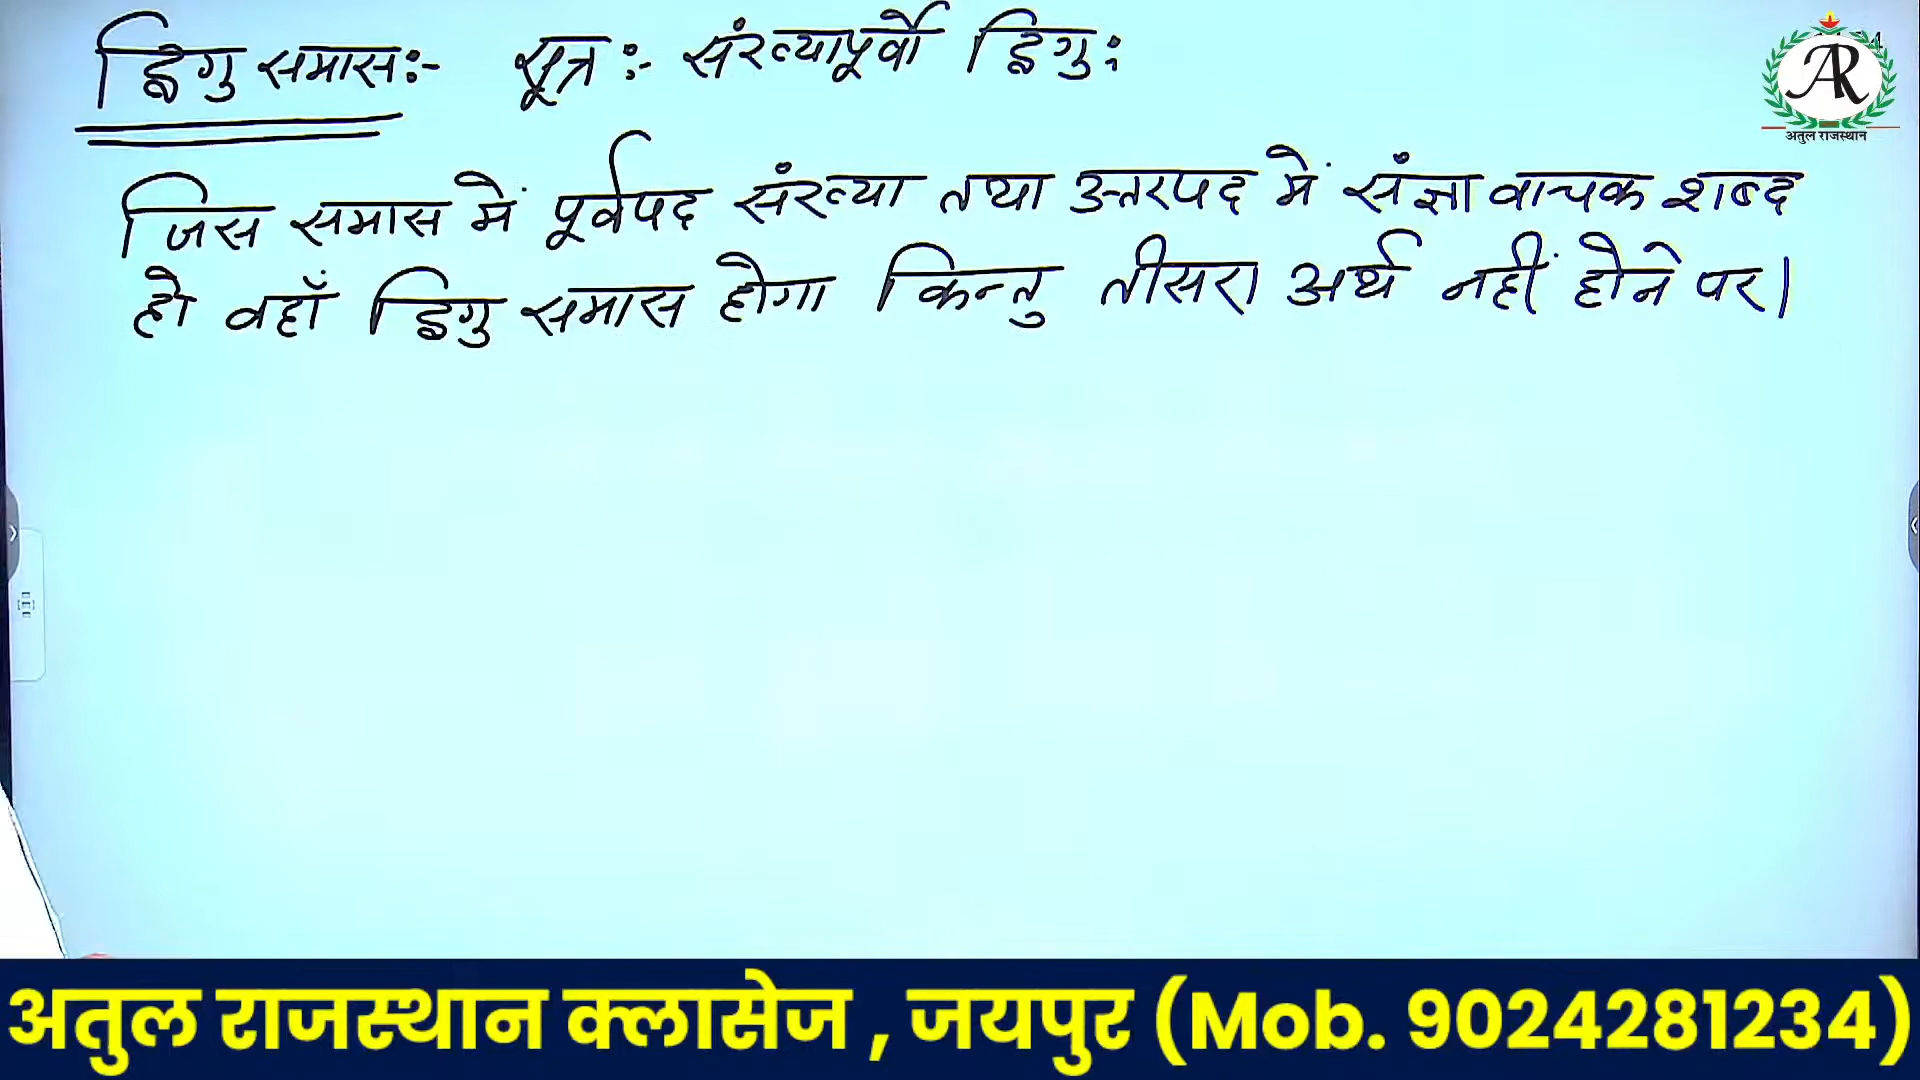 द्विगु समासः- सूत्र :- संख्यापूर्वो द्विगु :
जिस समास में पूर्वपद संख्या तथा उत्तरपद में संज्ञा वाचक शब्द
हो वहाँ द्विगु समास होगा किन्तु तीसरा अर्थ नहीं होने पर।
AR
अतुल राजस्थान
अतुल राजस्थान क्लासेज , जयपुर (Mob. 9024281234)